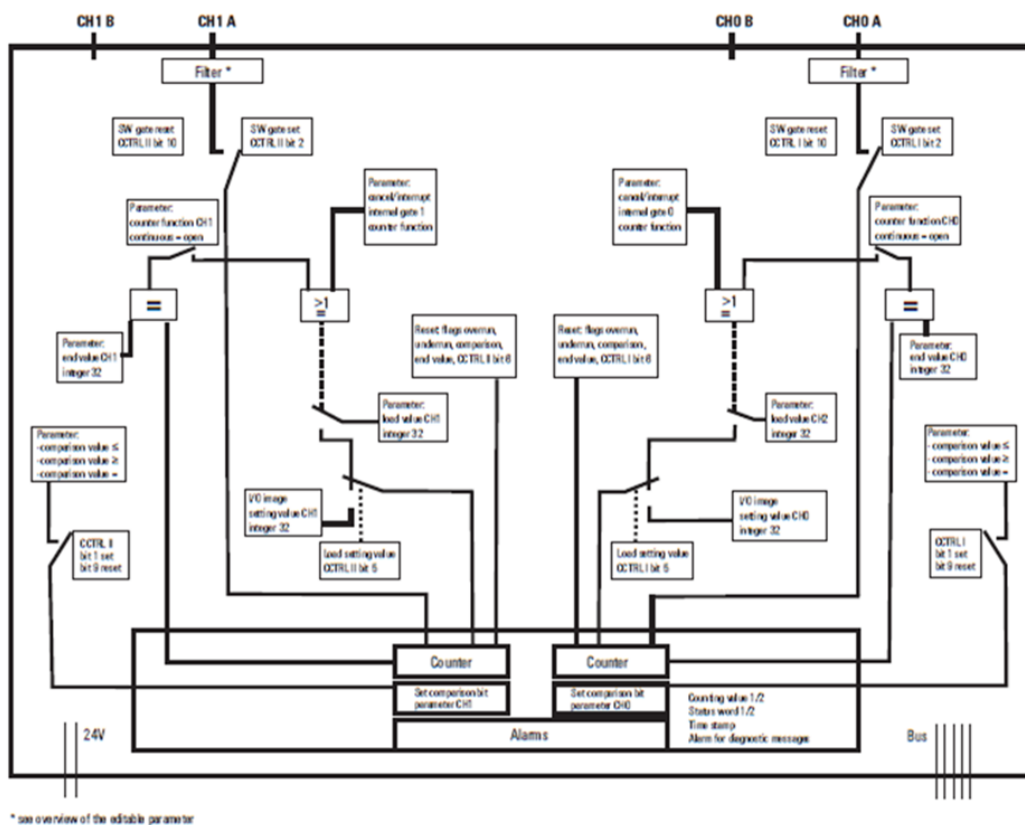 CH1 B
CH1 A
CH0 B
CH0 A
Filter *
Filter *
SW gate reset
CCTRL II bit 10
SW gate set
CCTRL II bit 2
SW gate reset
CCTRL I bit 10
SW gate set
CCTRL I bit 2
Parameter:
cancel/interrupt
internal gate 1
counter function
Parameter:
cancel/interrupt
internal gate 0
counter function
Parameter:
counter function CH1
continuous = open
Parameter:
counter function CH0
continuous = open
=
>1
=
>1
=
=
Parameter:
end value CH1
integer 32
Reset: flags overrun,
underrun, comparison,
end value, CCTRL II bit 6
Reset: flags overrun,
underrun, comparison,
end value, CCTRL I bit 6
Parameter:
end value CH0
integer 32
Parameter:
load value CH1
integer 32
Parameter:
load value CH2
integer 32
Parameter:
-comparison value ≤
-comparison value ≥
-comparison value =
Parameter:
- comparison value ≤
- comparison value ≥
- comparison value =
I/O image
setting value CH1
integer 32
I/O image
setting value CH0
integer 32
CCTRL II
bit 1 set
bit 9 reset
Load setting value
CCTRL II bit 5
Load setting value
CCTRL I bit 5
CCTRL I
bit 1 set
bit 9 reset
Counter
Counter
Set comparison bit
parameter CH1
Set comparison bit
parameter CH0
Counting value 1/2
Status word 1/2
Time stamp
Alarm for diagnostic messages
Alarms
24V
Bus
* see overview of the editable parameter